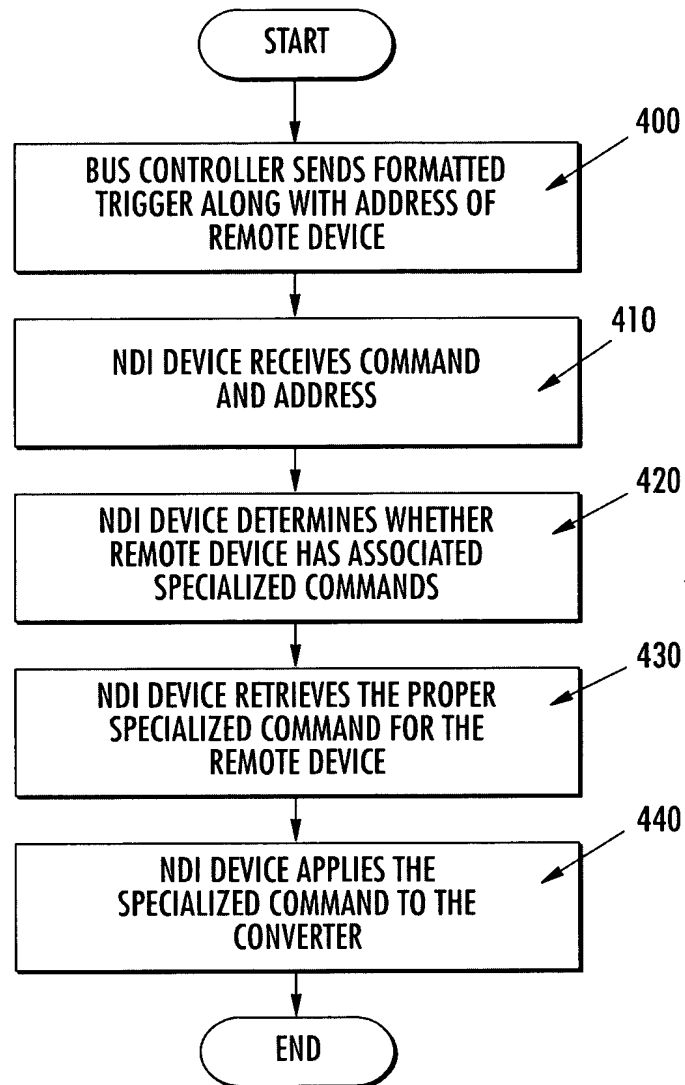 START
400
BUS CONTROLLER SENDS FORMATTED
TRIGGER ALONG WITH ADDRESS OF
REMOTE DEVICE
410
NDI DEVICE RECEIVES COMMAND
AND ADDRESS
420
NDI DEVICE DETERMINES WHETHER
REMOTE DEVICE HAS ASSOCIATED
SPECIALIZED COMMANDS
430
NDI DEVICE RETRIEVES THE PROPER
SPECIALIZED COMMAND FOR THE
REMOTE DEVICE
440
NDI DEVICE APPLIES THE
SPECIALIZED COMMAND TO THE
CONVERTER
END